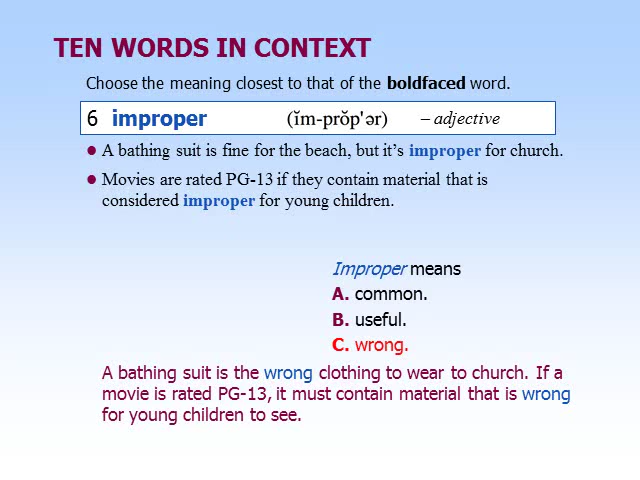 TEN WORDS IN CONTEXT
Choose the meaning closest to that of the boldfaced word.
6 improper (ĭm-prŏp'ər) – adjective
● A bathing suit is fine for the beach, but it’s improper for church.
● Movies are rated PG-13 if they contain material that is
considered improper for young children.
Improper means
A. common.
B. useful.
C. wrong.
A bathing suit is the wrong clothing to wear to church. If a
movie is rated PG-13, it must contain material that is wrong
for young children to see.